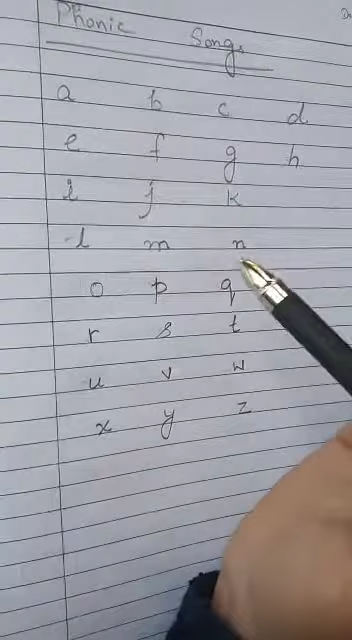 Phonic Songs
a b c d
e f g h
i j k
l m n
o p q
r s t
u v w
x y z